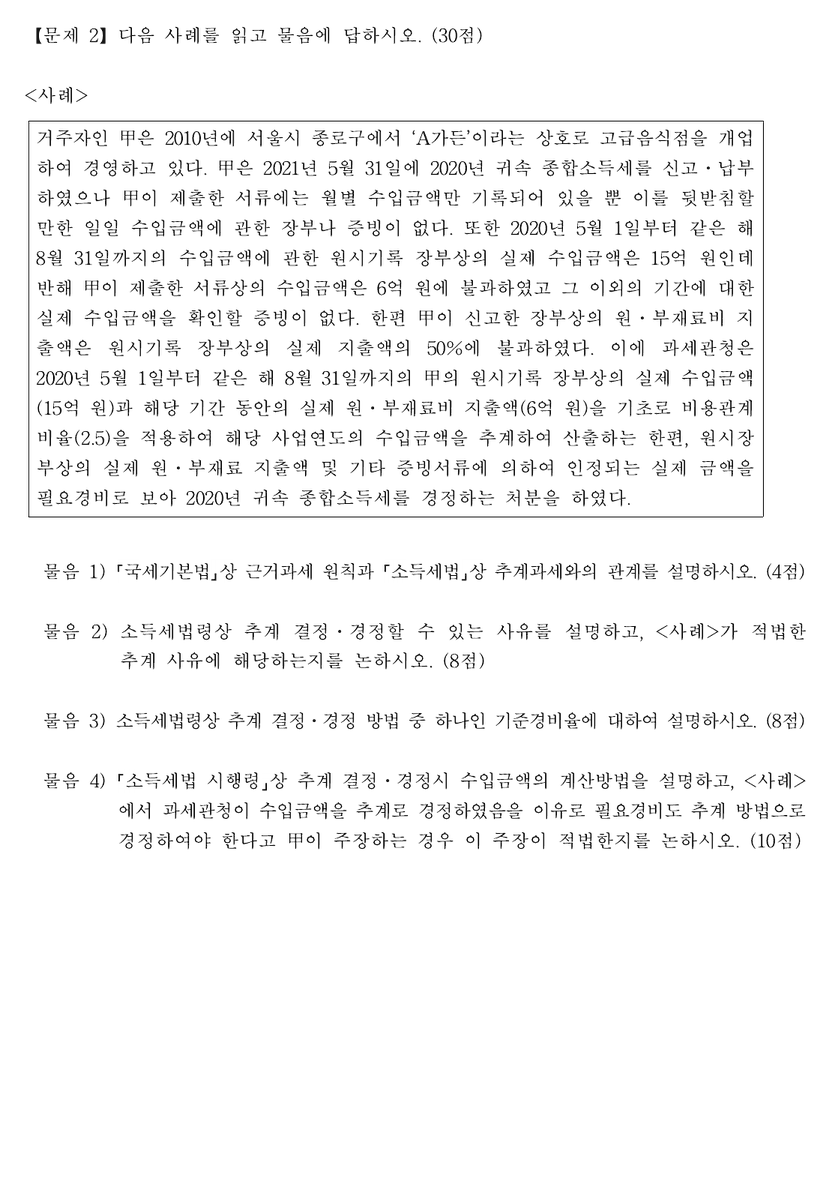 【문제 2】 다음 사례를 읽고 물음에 답하시오. (30점)
<사례>
거주자인 甲은 2010년에 서울시 종로구에서 ‘A가든’이라는 상호로 고급음식점을 개업
하여 경영하고 있다. 甲은 2021년 5월 31일에 2020년 귀속 종합소득세를 신고・납부
하였으나 甲이 제출한 서류에는 월별 수입금액만 기록되어 있을 뿐 이를 뒷받침할
만한 일일 수입금액에 관한 장부나 증빙이 없다. 또한 2020년 5월 1일부터 같은 해
8월 31일까지의 수입금액에 관한 원시기록 장부상의 실제 수입금액은 15억 원인데
반해 甲이 제출한 서류상의 수입금액은 6억 원에 불과하였고 그 이외의 기간에 대한
실제 수입금액을 확인할 증빙이 없다. 한편 甲이 신고한 장부상의 원・부재료비 지
출액은 원시기록 장부상의 실제 지출액의 50%에 불과하였다. 이에 과세관청은
2020년 5월 1일부터 같은 해 8월 31일까지의 甲의 원시기록 장부상의 실제 수입금액
(15억 원)과 해당 기간 동안의 실제 원・부재료비 지출액(6억 원)을 기초로 비용관계
비율(2.5)을 적용하여 해당 사업연도의 수입금액을 추계하여 산출하는 한편, 원시장
부상의 실제 원・부재료 지출액 및 기타 증빙서류에 의하여 인정되는 실제 금액을
필요경비로 보아 2020년 귀속 종합소득세를 경정하는 처분을 하였다.
물음 1) 「국세기본법」상 근거과세 원칙과 「소득세법」상 추계과세와의 관계를 설명하시오. (4점)
물음 2) 소득세법령상 추계 결정・경정할 수 있는 사유를 설명하고, <사례>가 적법한
추계 사유에 해당하는지를 논하시오. (8점)
물음 3) 소득세법령상 추계 결정・경정 방법 중 하나인 기준경비율에 대하여 설명하시오. (8점)
물음 4) 「소득세법 시행령」상 추계 결정・경정시 수입금액의 계산방법을 설명하고, <사례>
에서 과세관청이 수입금액을 추계로 경정하였음을 이유로 필요경비도 추계 방법으로
경정하여야 한다고 甲이 주장하는 경우 이 주장이 적법한지를 논하시오. (10점)